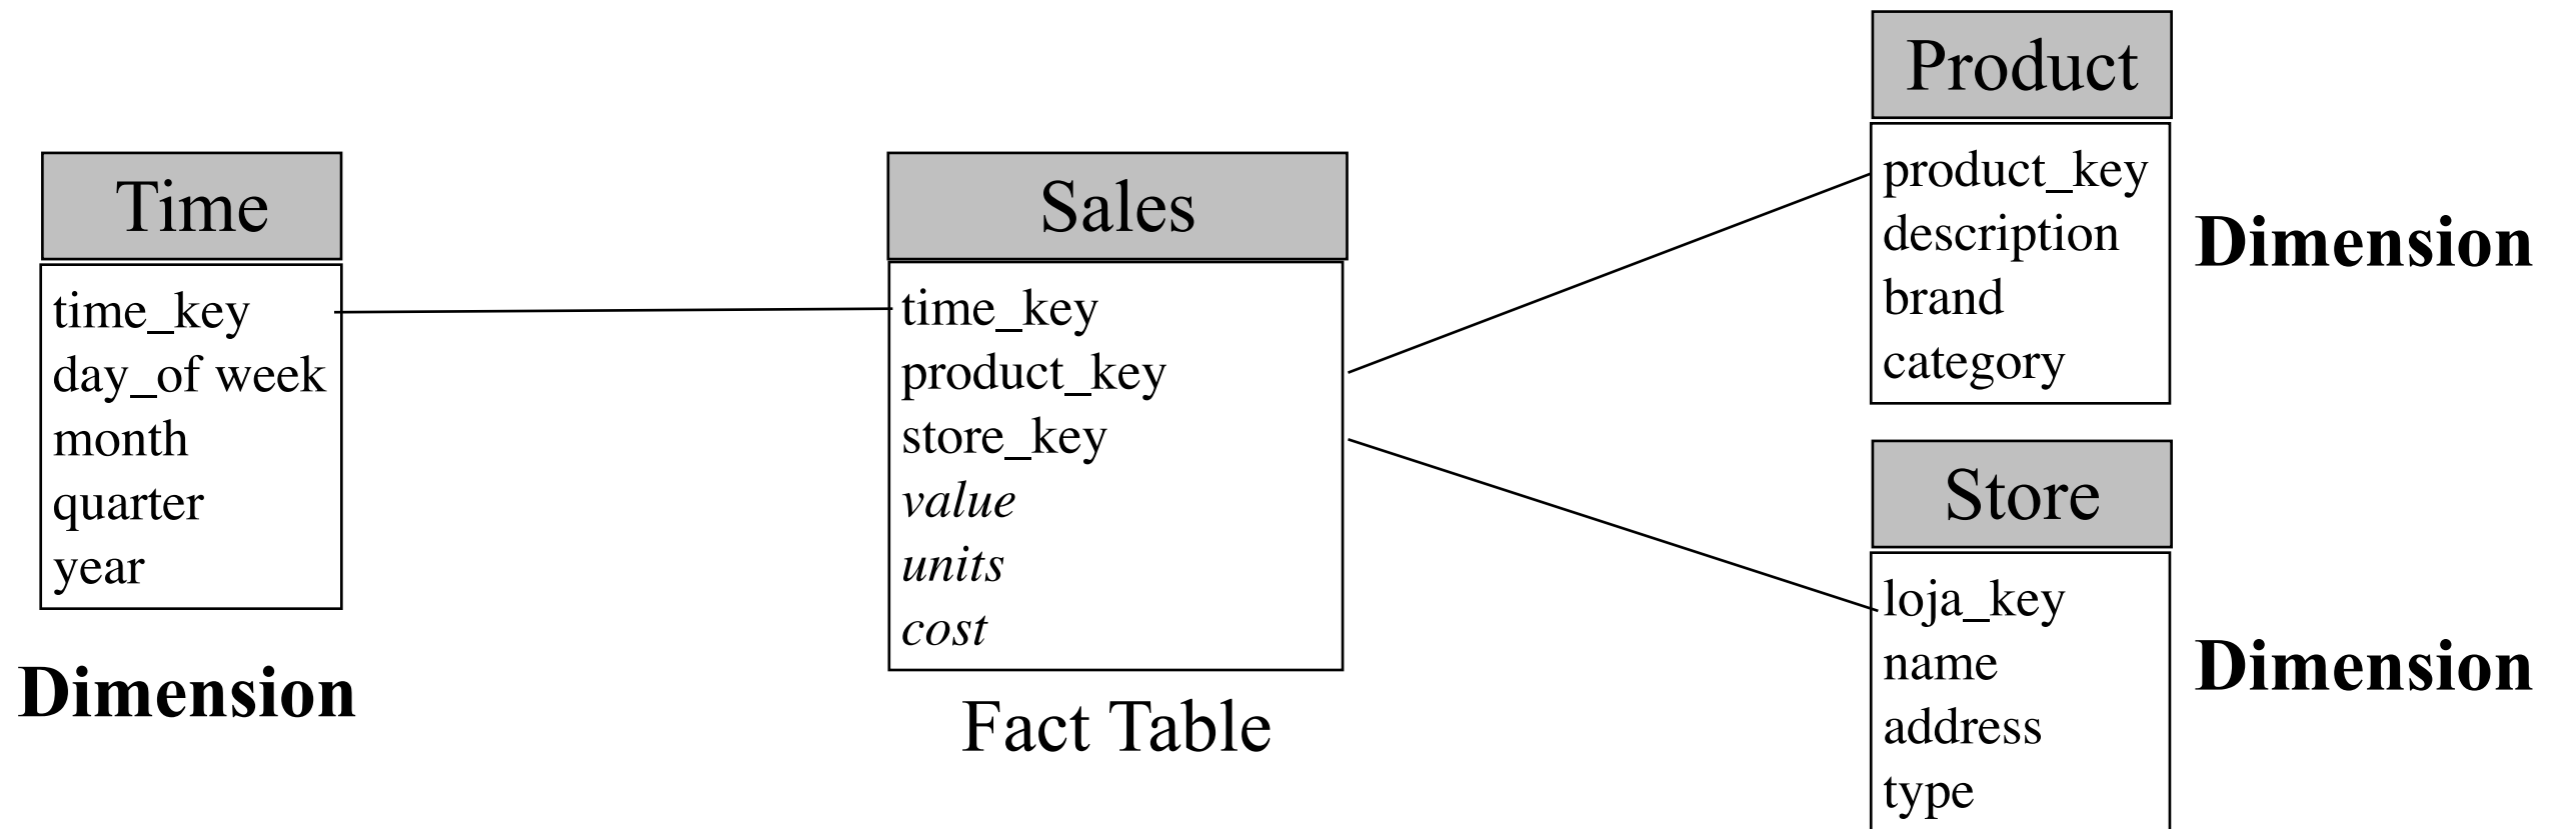 Time
time_key
day_of week
month
quarter
year
Dimension
Sales
time_key
product_key
store_key
value
units
cost
Fact Table
Product
product_key
description
brand
category
Dimension
Store
loja_key
name
address
type
Dimension